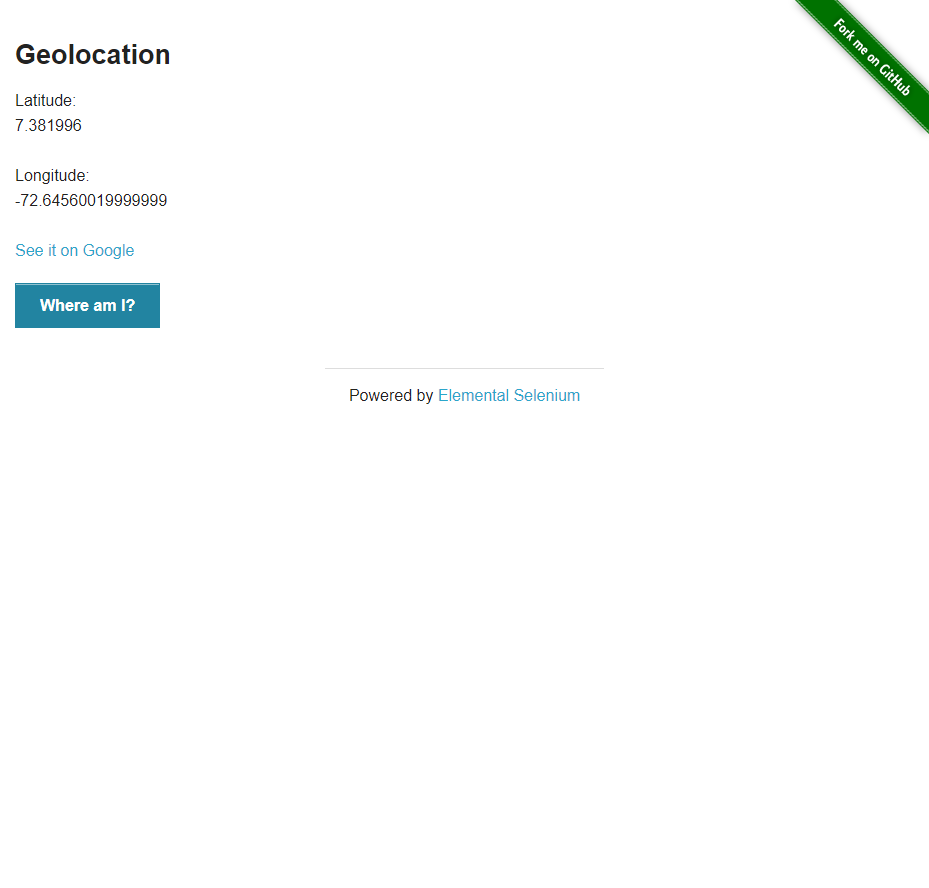 Fork me on GitHub
Geolocation
Latitude:
7.381996
Longitude:
-72.64560019999999
See it on Google
Where am I?
Powered by Elemental Selenium